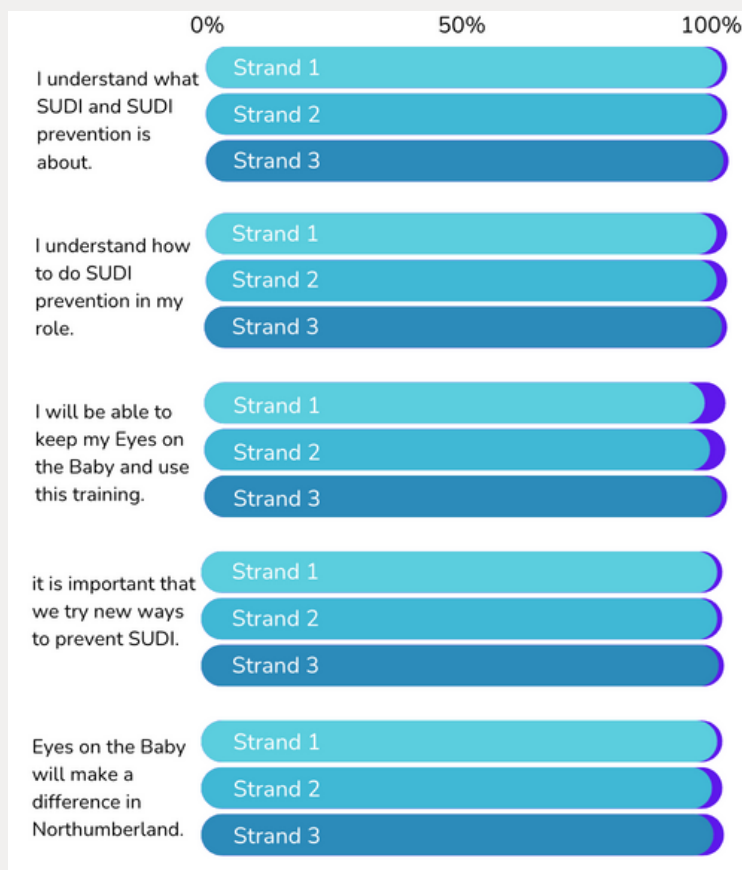 0% 50% 100%
I understand what
SUDI and SUDI
prevention is
about.
Strand 1
Strand 2
Strand 3
I understand how
to do SUDI
prevention in my
role.
Strand 1
Strand 2
Strand 3
I will be able to
keep my Eyes on
the Baby and use
this training.
Strand 1
Strand 2
Strand 3
it is important that
we try new ways
to prevent SUDI.
Strand 1
Strand 2
Strand 3
Eyes on the Baby
will make a
difference in
Northumberland.
Strand 1
Strand 2
Strand 3